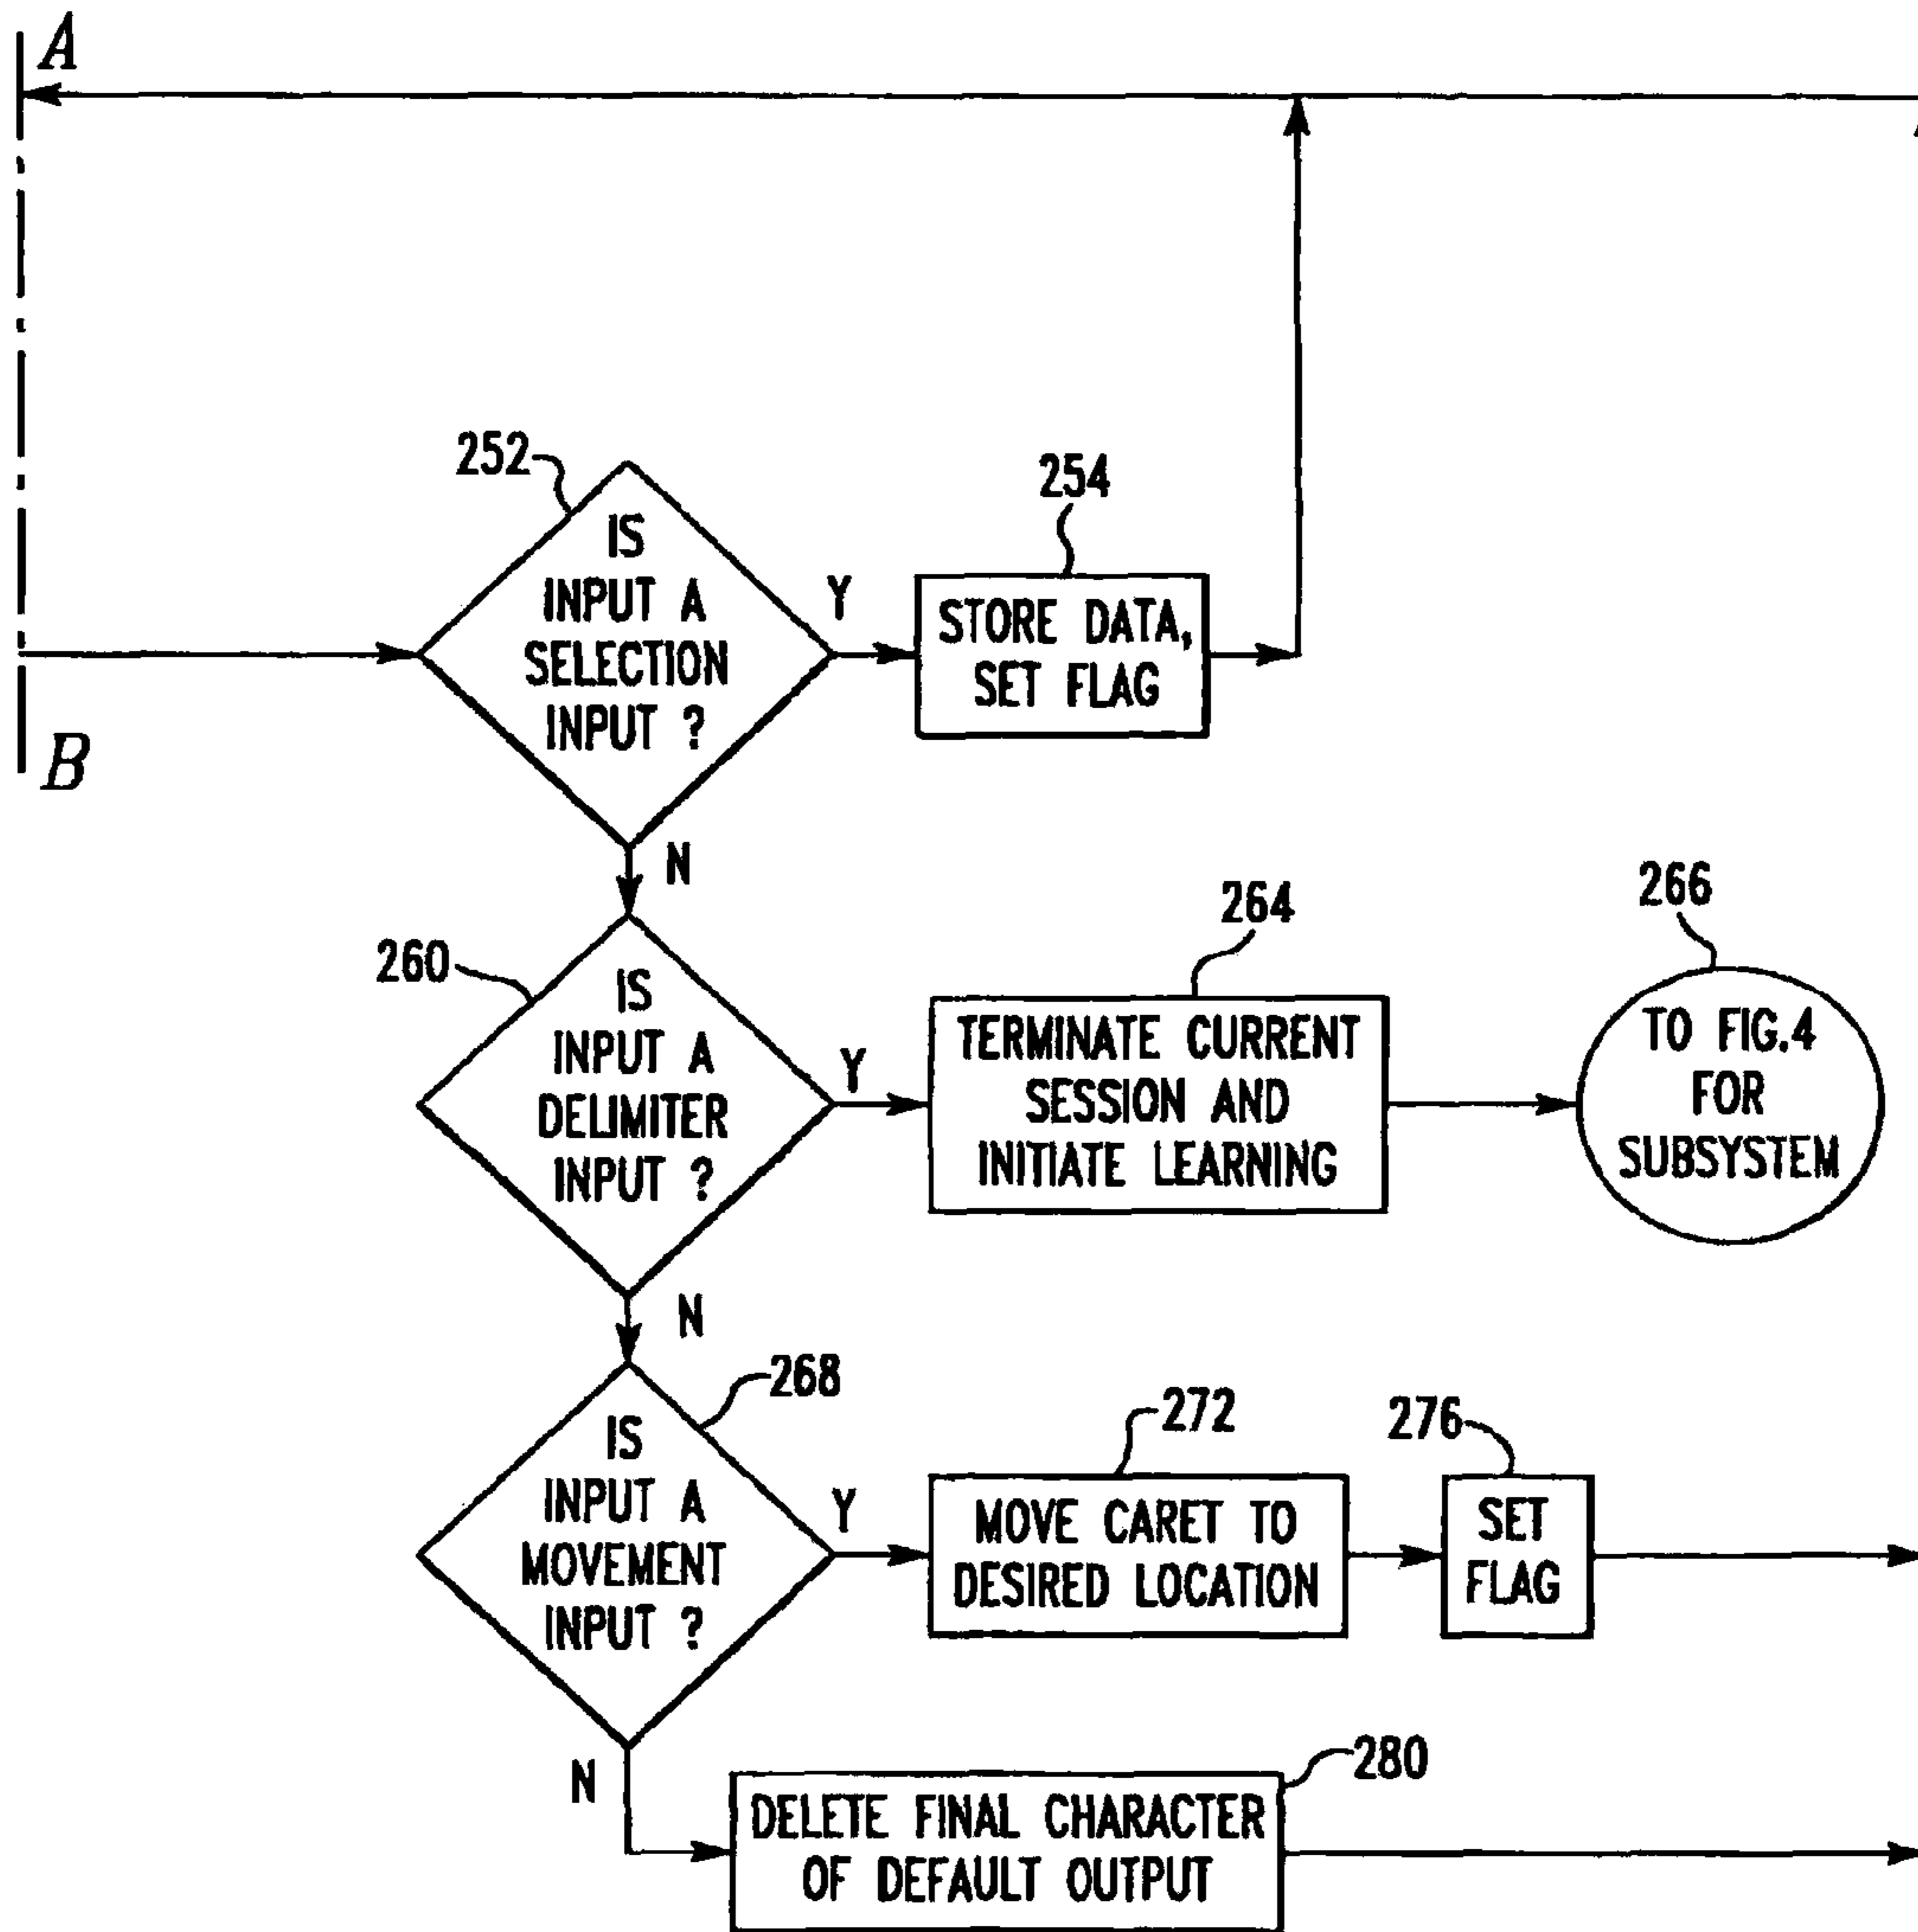 A
252
IS
INPUT A
SELECTION
INPUT ?
Y
254
STORE DATA,
SET FLAG
B
N
260
IS
INPUT A
DELIMITER
INPUT ?
Y
264
TERMINATE CURRENT
SESSION AND
INITIATE LEARNING
266
TO FIG.4
FOR
SUBSYSTEM
N
268
IS
INPUT A
MOVEMENT
INPUT ?
Y
272
MOVE CARET TO
DESIRED LOCATION
276
SET
FLAG
N
280
DELETE FINAL CHARACTER
OF DEFAULT OUTPUT